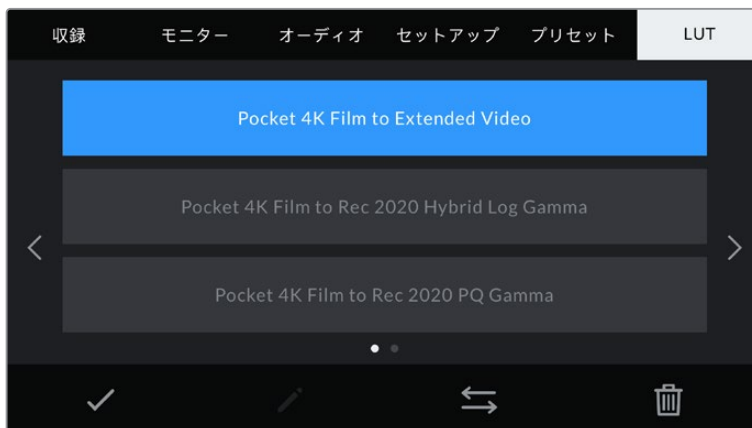 収録 モニター オーディオ セットアップ プリセット LUT
Pocket 4K Film to Extended Video
Pocket 4K Film to Rec 2020 Hybrid Log Gamma
Pocket 4K Film to Rec 2020 PQ Gamma